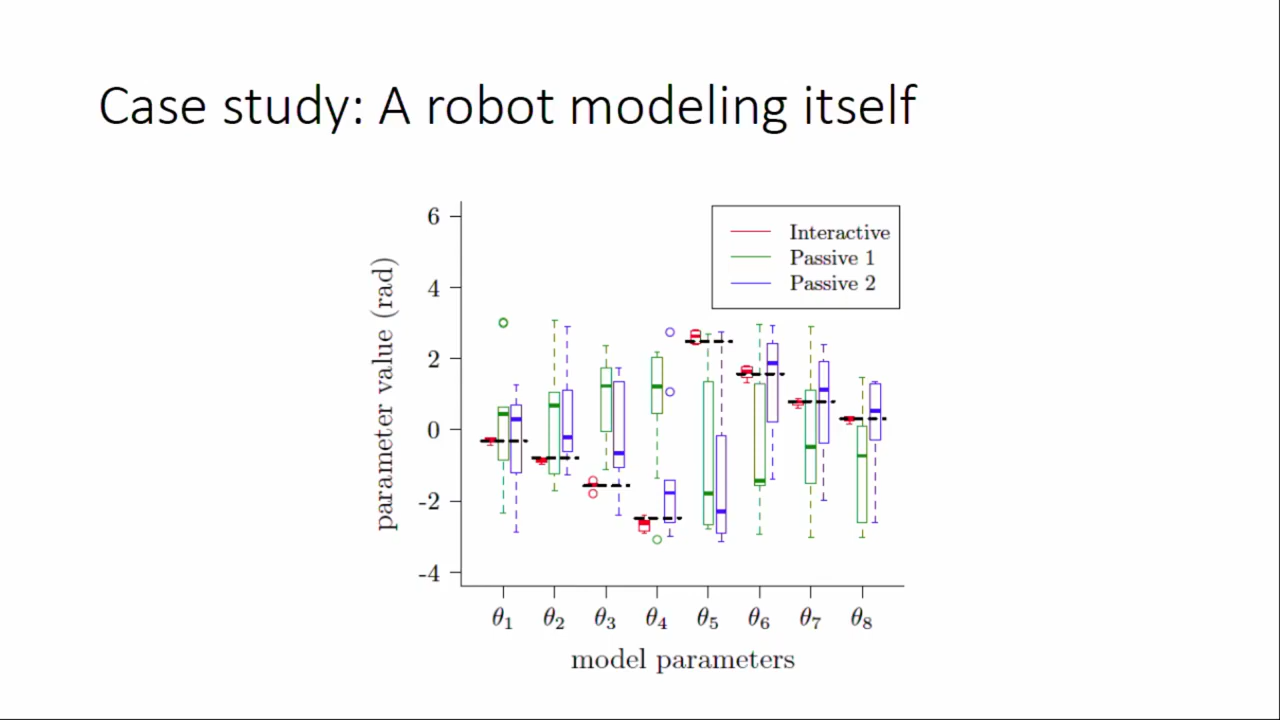 Case study: A robot modeling itself
Interactive
Passive 1
Passive 2
parameter value (rad)
6
4
2
0
-2
-4
θ₁ θ₂ θ₃ θ₄ θ₅ θ₆ θ₇ θ₈
model parameters